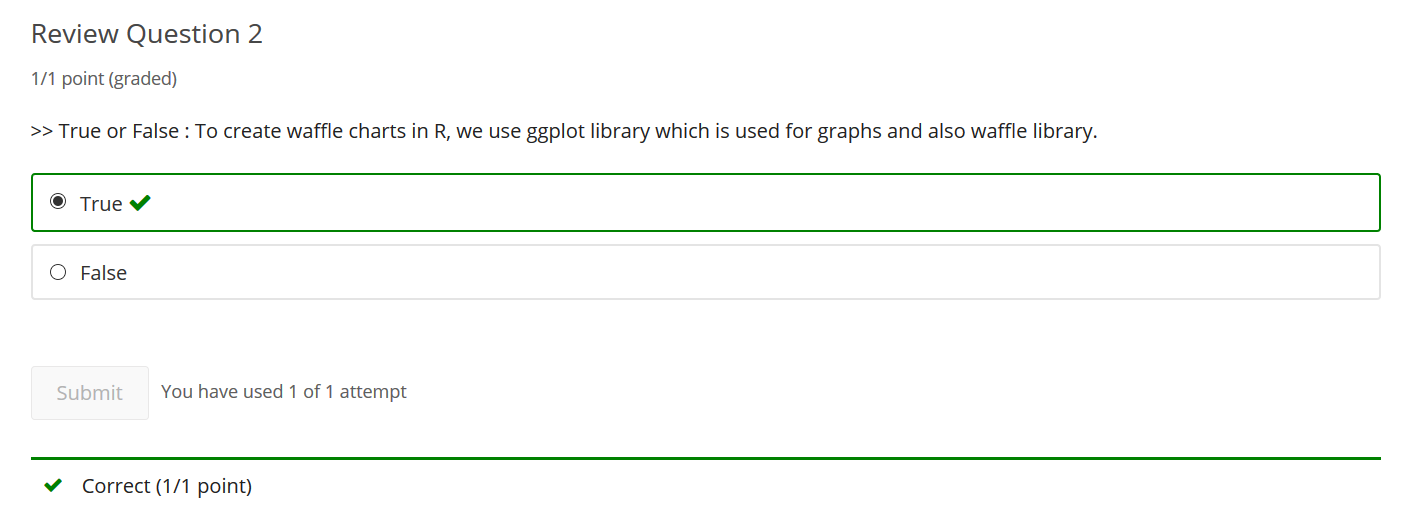 Review Question 2
1/1 point (graded)
>> True or False : To create waffle charts in R, we use ggplot library which is used for graphs and also waffle library.
True
False
Submit You have used 1 of 1 attempt
Correct (1/1 point)